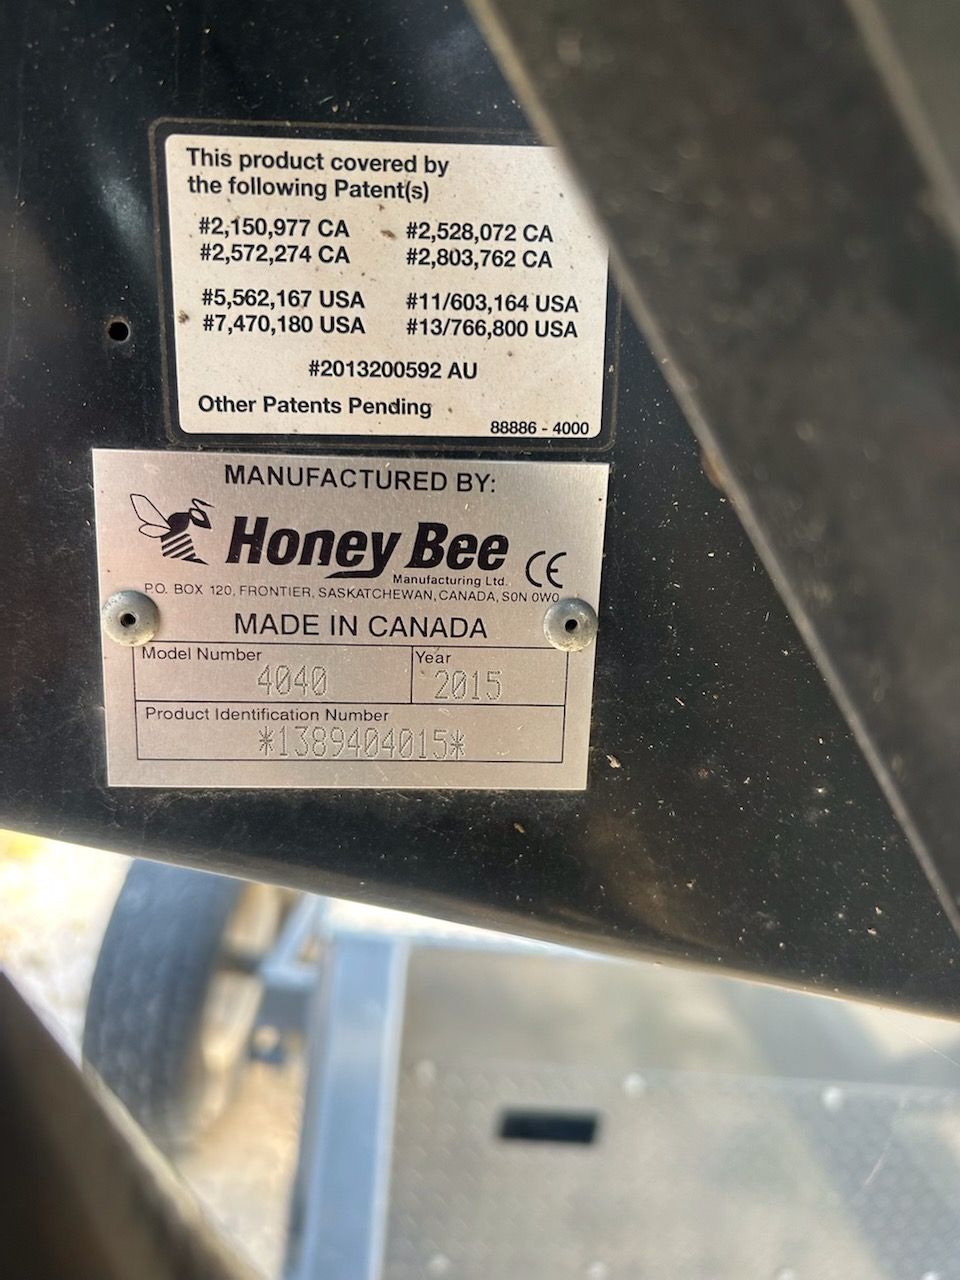 This product covered by
the following Patent(s)
#2,150,977 CA #2,528,072 CA
#2,572,274 CA #2,803,762 CA
#5,562,167 USA #11/603,164 USA
#7,470,180 USA #13/766,800 USA
#2013200592 AU
Other Patents Pending
88886 - 4000
MANUFACTURED BY:
Honey Bee CE
Manufacturing Ltd.
P.O. BOX 120, FRONTIER, SASKATCHEWAN, CANADA, S0N 0W0
MADE IN CANADA
Model Number Year
4040 2015
Product Identification Number
*1389404015*